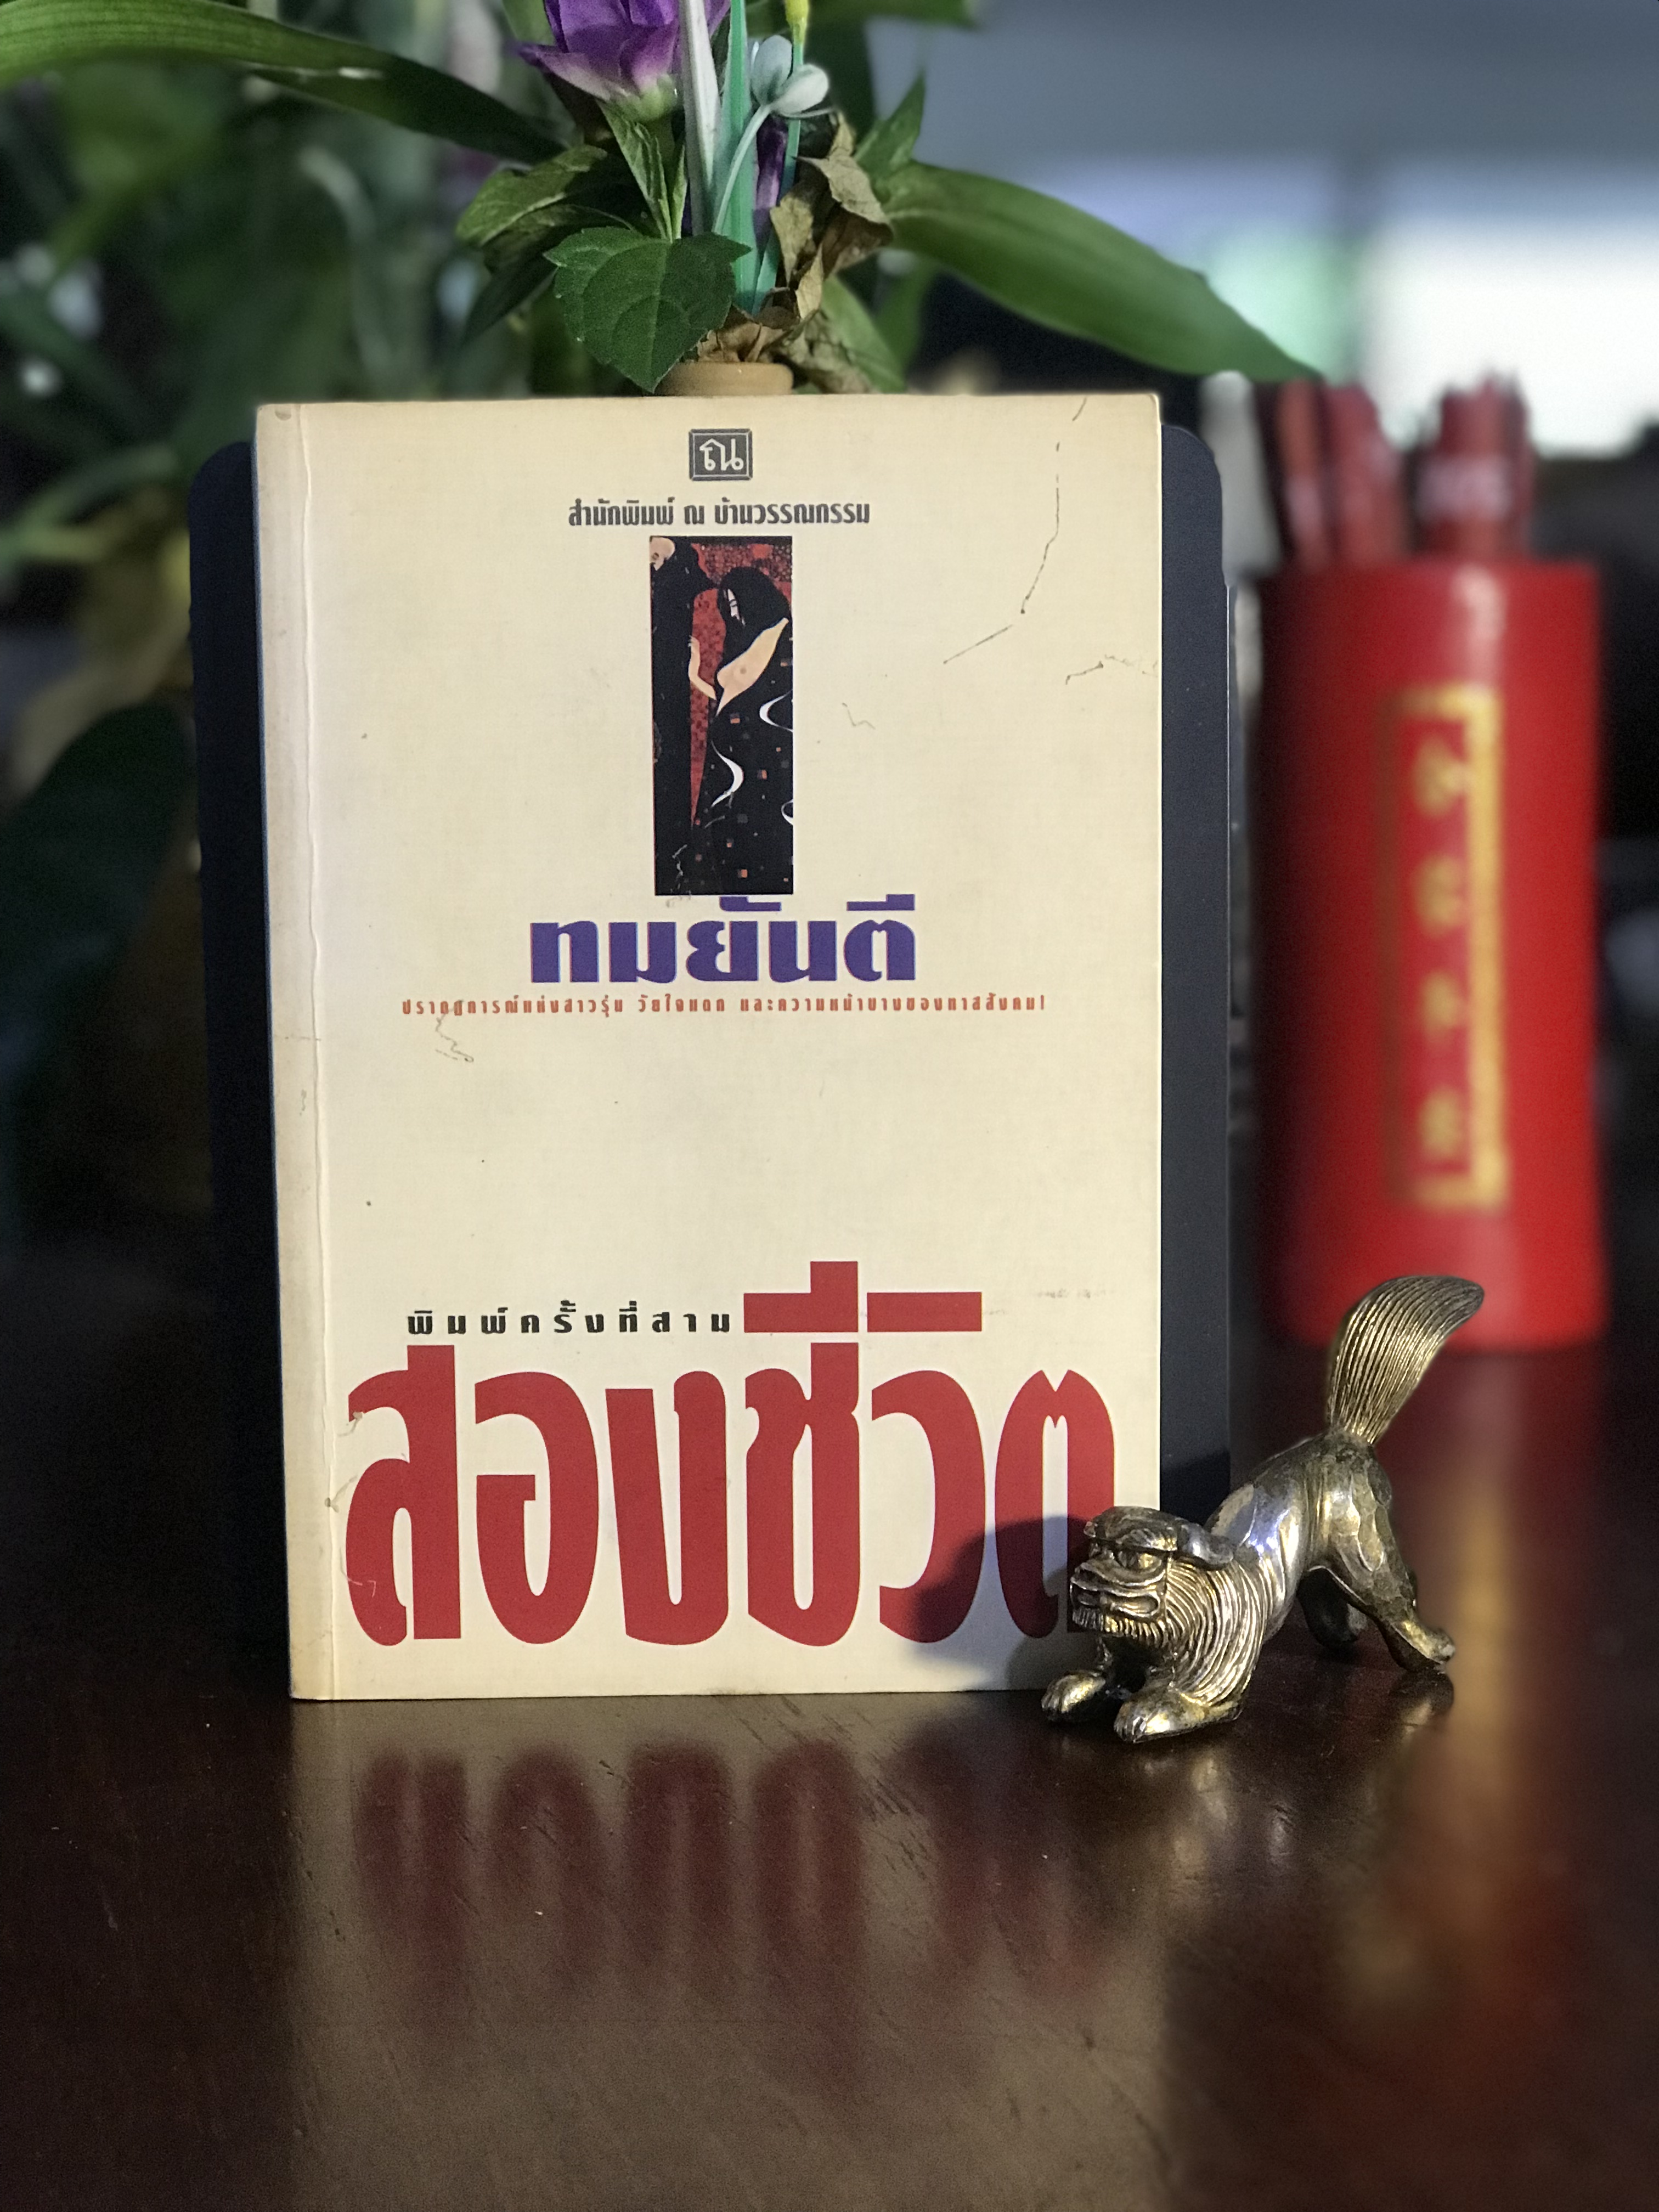 ณ
สำนักพิมพ์ ณ บ้านวรรณกรรม
ทมยันตี
ปรากฏการณ์แห่งสาวรุ่น วัยใจแตก และความหน้าบางของทาสสังคม!
พิมพ์ครั้งที่สาม
สองชีวิต